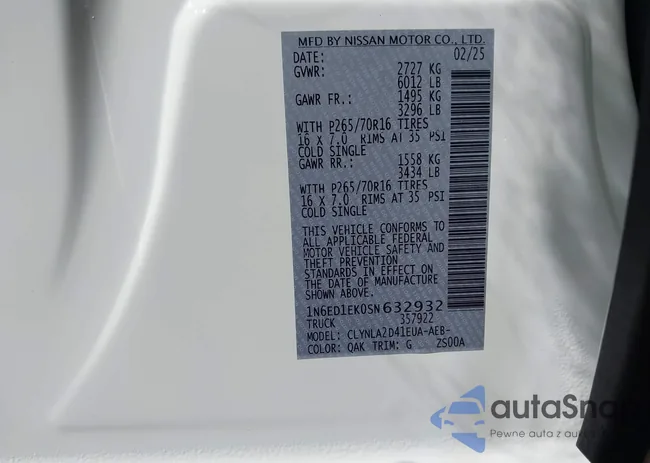 MFD BY NISSAN MOTOR CO., LTD.
DATE: 02/25
GVWR: 2727 KG
6012 LB
GAWR FR.: 1495 KG
3296 LB
WITH P265/70R16 TIRES
16 X 7.0 RIMS AT 35 PSI
COLD SINGLE
GAWR RR.: 1558 KG
3434 LB
WITH P265/70R16 TIRES
16 X 7.0 RIMS AT 35 PSI
COLD SINGLE
THIS VEHICLE CONFORMS TO
ALL APPLICABLE FEDERAL
MOTOR VEHICLE SAFETY AND
THEFT PREVENTION
STANDARDS IN EFFECT ON
DATE SHOWN ABOVE.
1N6ED1EK0SN632932
TRUCK 357922
MODEL: CLYNLA2D41EUA-AEB-
COLOR: QAK TRIM: G 2S00A
autaSna
Pewne auta z